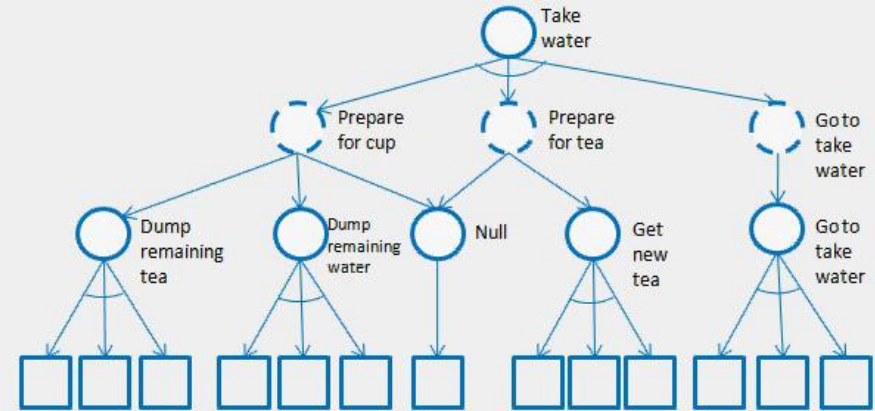 Take
water
Prepare
for cup
Prepare
for tea
Go to
take
water
Dump
remaining
tea
Dump
remaining
water
Null
Get
new
tea
Go to
take
water